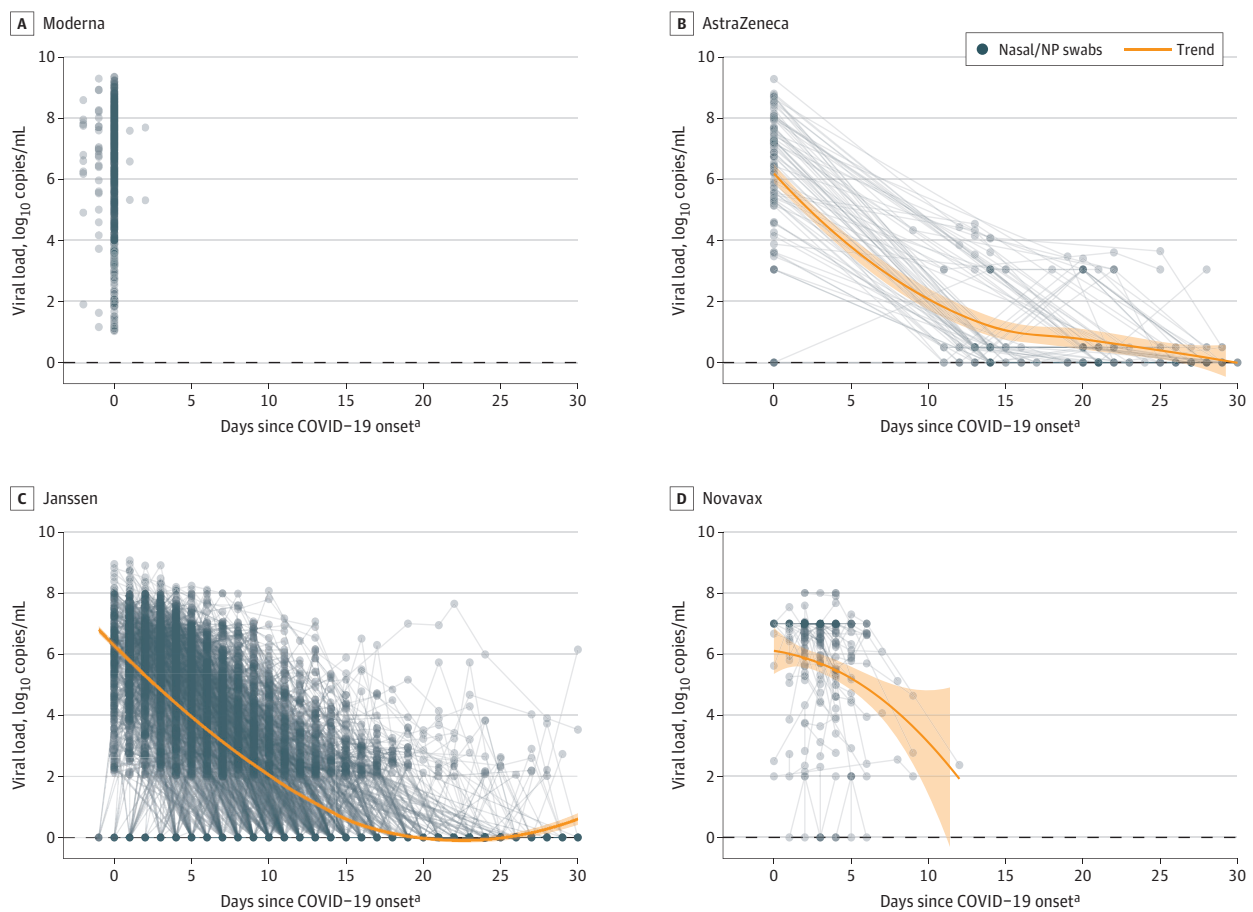 A Moderna
Viral load, log10 copies/mL
10
8
6
4
2
0
0 5 10 15 20 25 30
Days since COVID–19 onsetª
B AstraZeneca
Nasal/NP swabs Trend
Viral load, log10 copies/mL
10
8
6
4
2
0
0 5 10 15 20 25 30
Days since COVID–19 onsetª
C Janssen
Viral load, log10 copies/mL
10
8
6
4
2
0
0 5 10 15 20 25 30
Days since COVID–19 onsetª
D Novavax
Viral load, log10 copies/mL
10
8
6
4
2
0
0 5 10 15 20 25 30
Days since COVID–19 onsetª